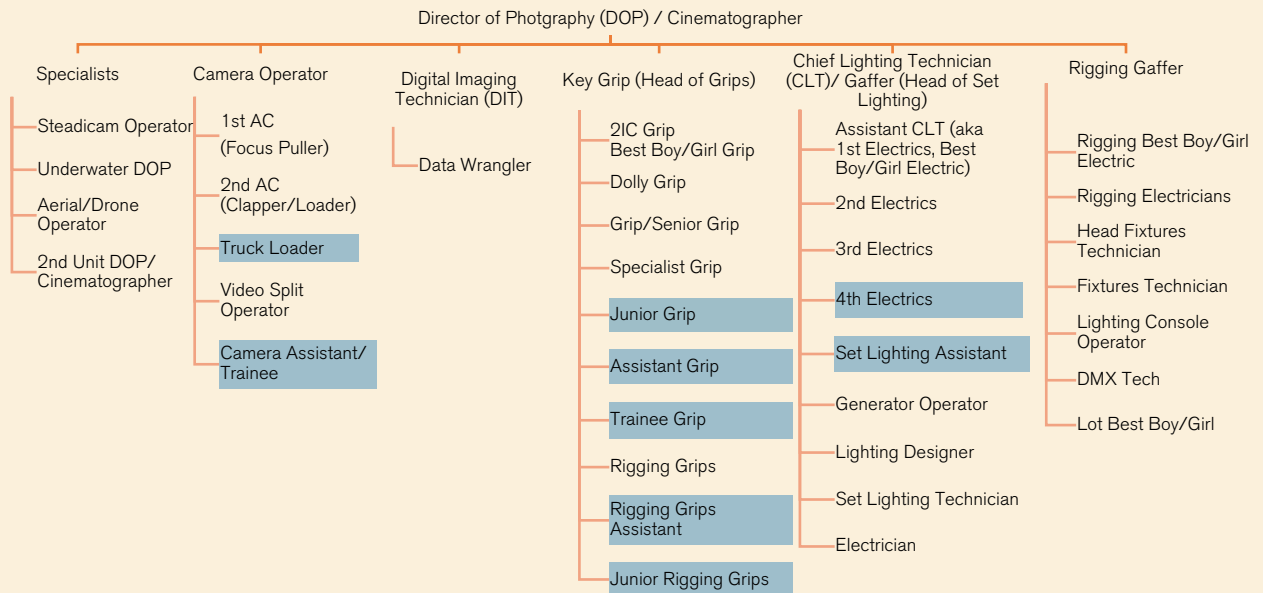 Director of Photgraphy (DOP) / Cinematographer
Specialists
Steadicam Operator
Underwater DOP
Aerial/Drone
Operator
2nd Unit DOP/
Cinematographer
Camera Operator
1st AC
(Focus Puller)
2nd AC
(Clapper/Loader)
Truck Loader
Video Split
Operator
Camera Assistant/
Trainee
Digital Imaging
Technician (DIT)
Data Wrangler
Key Grip (Head of Grips)
2IC Grip
Best Boy/Girl Grip
Dolly Grip
Grip/Senior Grip
Specialist Grip
Junior Grip
Assistant Grip
Trainee Grip
Rigging Grips
Rigging Grips
Assistant
Junior Rigging Grips
Chief Lighting Technician
(CLT)/ Gaffer (Head of Set
Lighting)
Assistant CLT (aka
1st Electrics, Best
Boy/Girl Electric)
2nd Electrics
3rd Electrics
4th Electrics
Set Lighting Assistant
Generator Operator
Lighting Designer
Set Lighting Technician
Electrician
Rigging Gaffer
Rigging Best Boy/Girl
Electric
Rigging Electricians
Head Fixtures
Technician
Fixtures Technician
Lighting Console
Operator
DMX Tech
Lot Best Boy/Girl